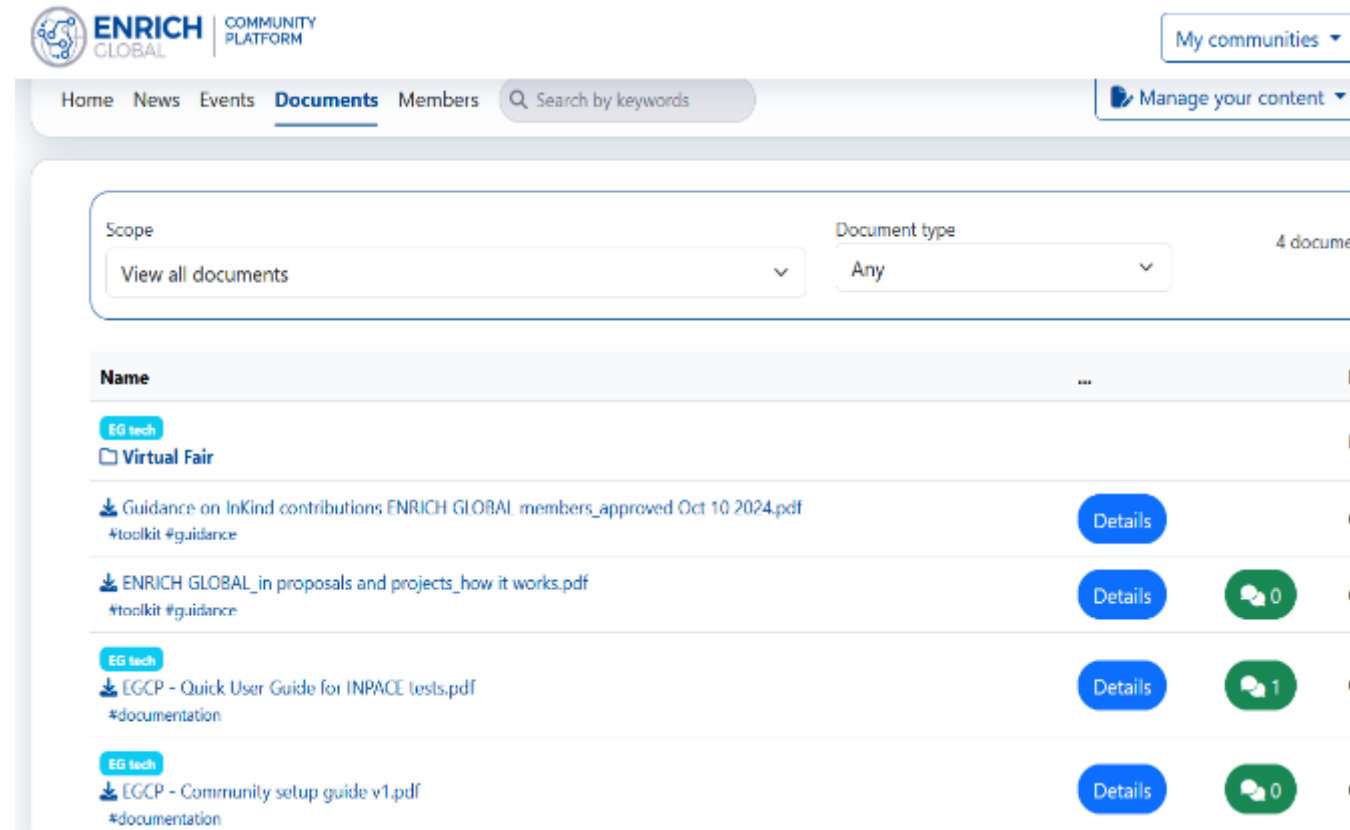 ENRICH
GLOBAL
COMMUNITY
PLATFORM
My communities
Home News Events Documents Members Search by keywords
Manage your content
Scope
Document type
View all documents
Any
4
Name ...
EG tech
Virtual Fair
Guidance on InKind contributions ENRICH GLOBAL members_approved Oct 10 2024.pdf
Details
#toolkit #guidance
ENRICH GLOBAL_in proposals and projects_how it works.pdf
Details 0
#toolkit #guidance
EG tech
EGCP - Quick User Guide for INPACE tests.pdf
Details 1
#documentation
EG tech
EGCP - Community setup guide v1.pdf
Details 0
#documentation